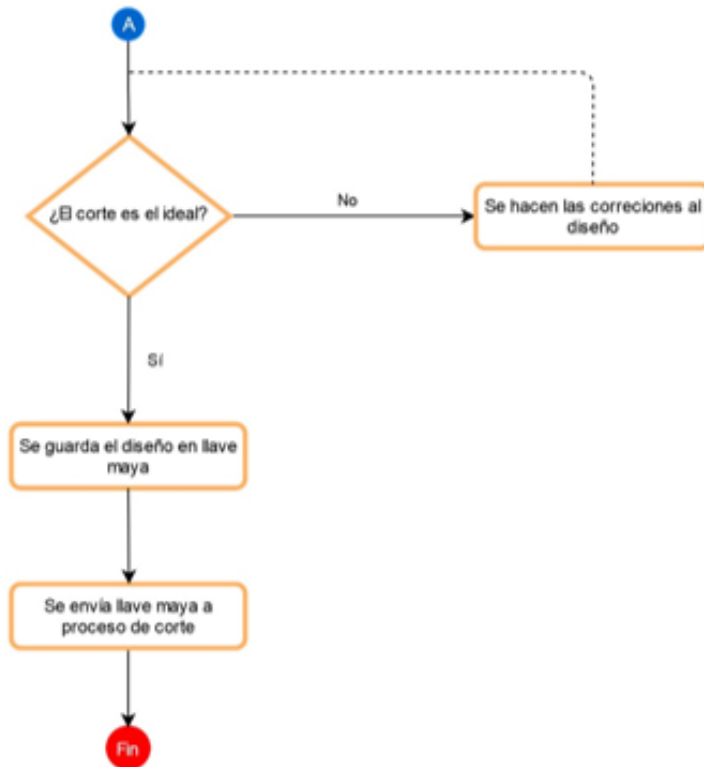 A
¿El corte es el ideal?
No
Se hacen las correciones al
diseño
Sí
Se guarda el diseño en llave
maya
Se envía llave maya a
proceso de corte
Fin